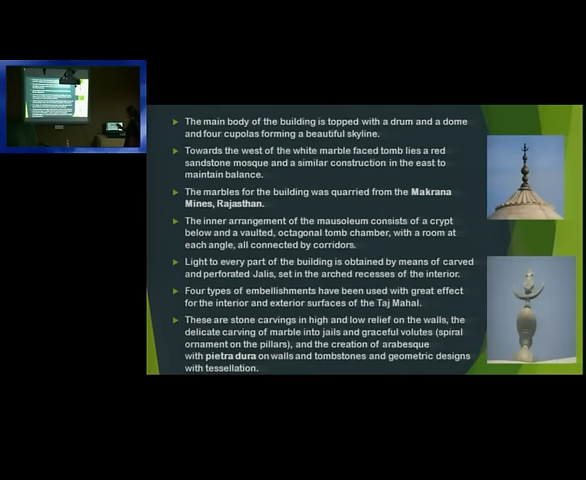 The main body of the building is topped with a drum and a dome
and four cupolas forming a beautiful skyline.
Towards the west of the white marble faced tomb lies a red
sandstone mosque and a similar construction in the east to
maintain balance.
The marbles for the building was quarried from the Makrana
Mines, Rajasthan.
The inner arrangement of the mausoleum consists of a crypt
below and a vaulted, octagonal tomb chamber, with a room at
each angle, all connected by corridors.
Light to every part of the building is obtained by means of carved
and perforated Jalis, set in the arched recesses of the interior.
Four types of embellishments have been used with great effect
for the interior and exterior surfaces of the Taj Mahal.
These are stone carvings in high and low relief on the walls, the
delicate carving of marble into jails and graceful volutes (spiral
ornament on the pillars), and the creation of arabesque
with pietra dura on walls and tombstones and geometric designs
with tessellation.